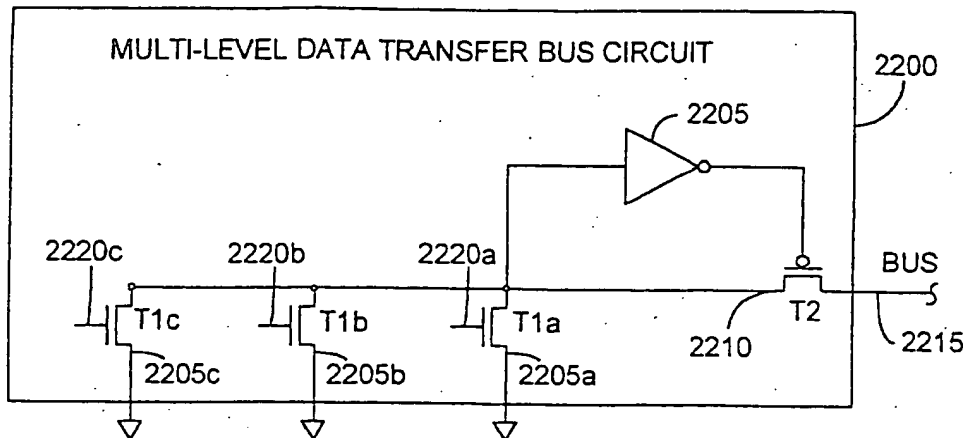 MULTI-LEVEL DATA TRANSFER BUS CIRCUIT
2200
2205
2220c
2220b
2220a
BUS
T1c
T1b
T1a
T2
2210
2215
2205c
2205b
2205a